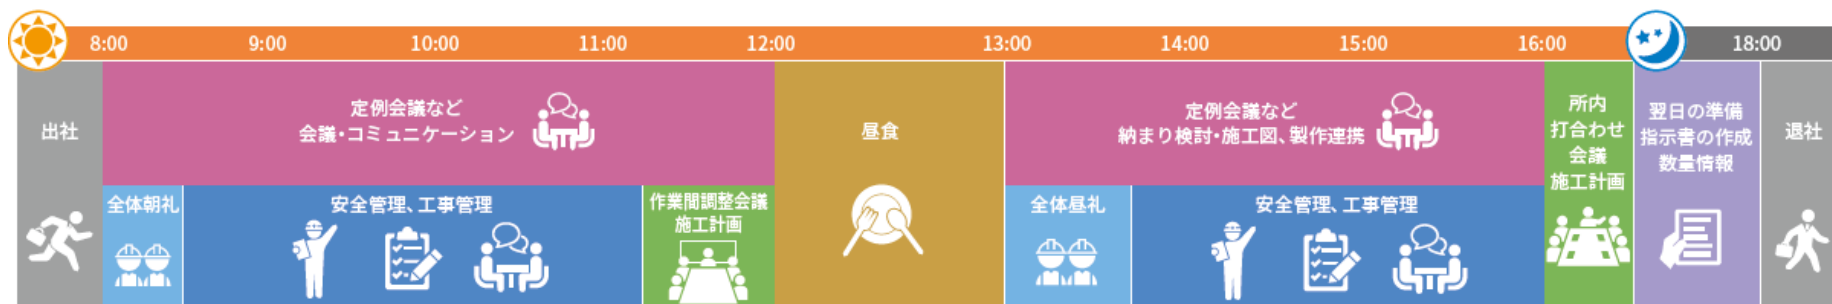 8:00 9:00 10:00 11:00 12:00 13:00 14:00 15:00 16:00 18:00
出社
定例会議など
会議・コミュニケーション
全体朝礼
安全管理、工事管理
作業間調整会議
施工計画
昼食
定例会議など
納まり検討・施工図、製作連携
全体昼礼
安全管理、工事管理
所内
打合わせ
会議
施工計画
翌日の準備
指示書の作成
数量情報
退社